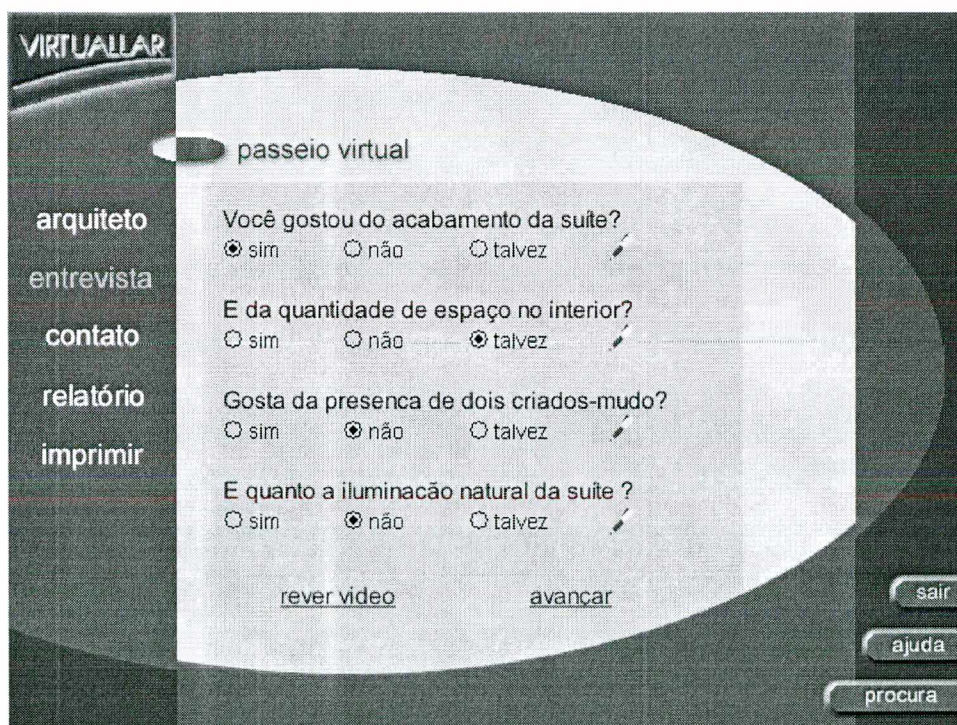 VIRTUALLAR
passeio virtual
arquiteto
entrevista
contato
relatório
imprimir
Você gostou do acabamento da suíte?
sim não talvez
E da quantidade de espaço no interior?
sim não talvez
Gosta da presenca de dois criados-mudo?
sim não talvez
E quanto a iluminacão natural da suíte ?
sim não talvez
rever video avançar
sair
ajuda
procura